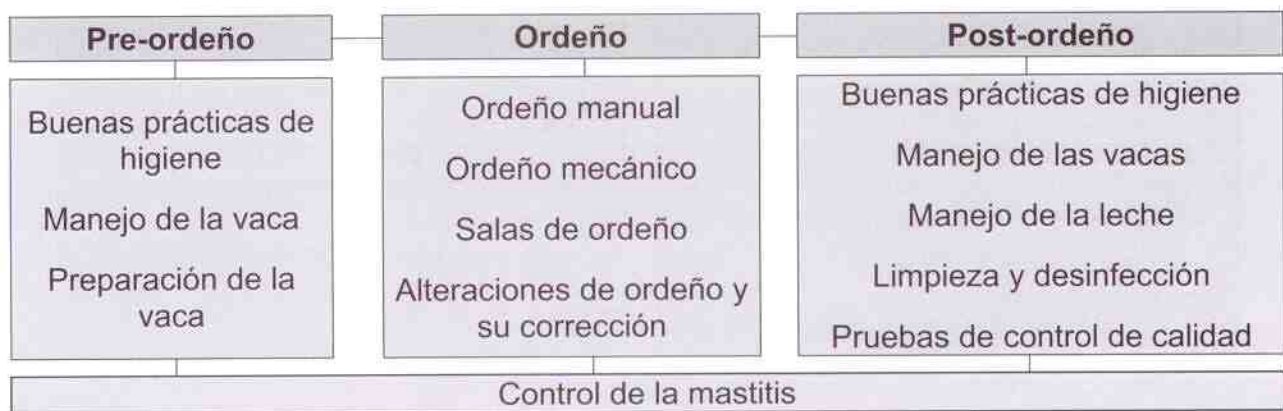 Pre-ordeño
Buenas prácticas de
higiene
Manejo de la vaca
Preparación de la
vaca
Ordeño
Ordeño manual
Ordeño mecánico
Salas de ordeño
Alteraciones de ordeño y
su corrección
Post-ordeño
Buenas prácticas de higiene
Manejo de las vacas
Manejo de la leche
Limpieza y desinfección
Pruebas de control de calidad
Control de la mastitis